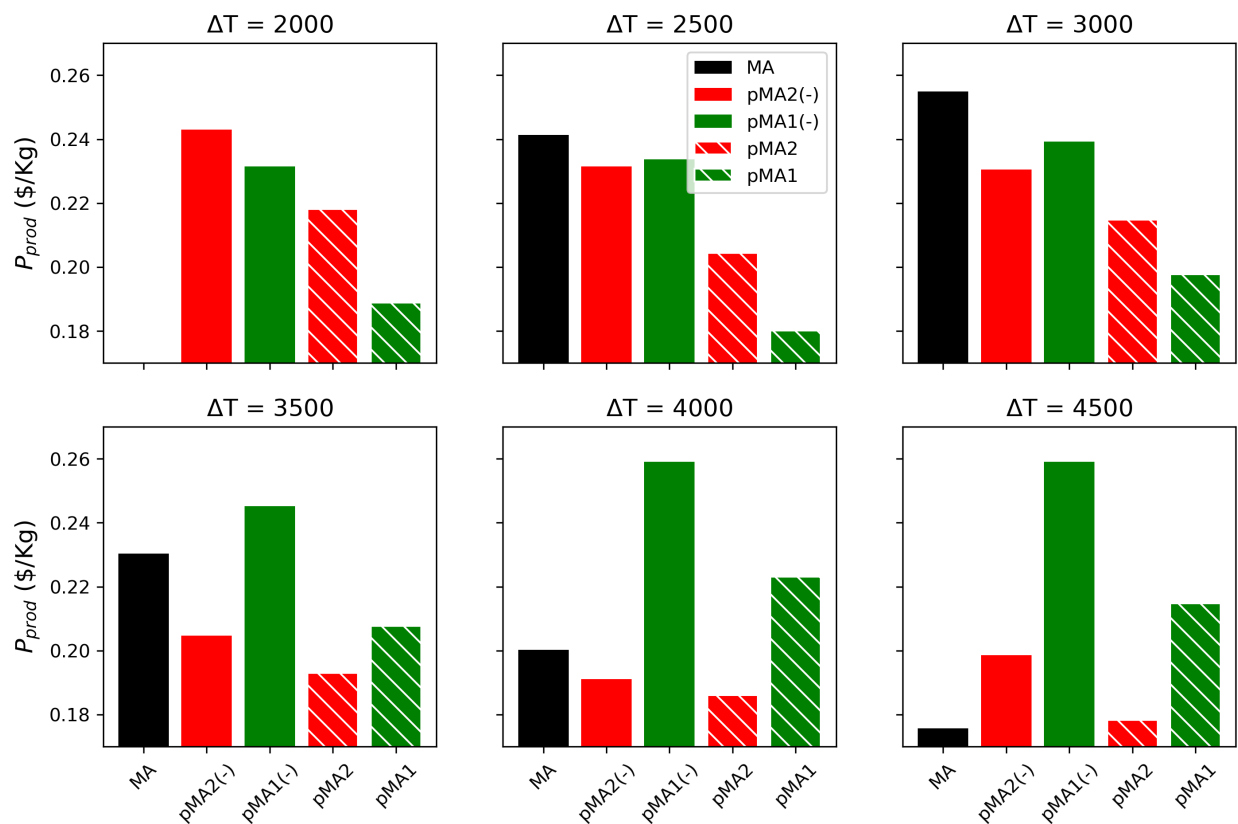 ΔT = 2000
ΔT = 2500
ΔT = 3000
P_prod ($/Kg)
0.26
0.24
0.22
0.20
0.18
MA
pMA2(-)
pMA1(-)
pMA2
pMA1
ΔT = 3500
ΔT = 4000
ΔT = 4500
P_prod ($/Kg)
0.26
0.24
0.22
0.20
0.18
MA
pMA2(-)
pMA1(-)
pMA2
pMA1
MA
pMA2(-)
pMA1(-)
pMA2
pMA1
MA
pMA2(-)
pMA1(-)
pMA2
pMA1